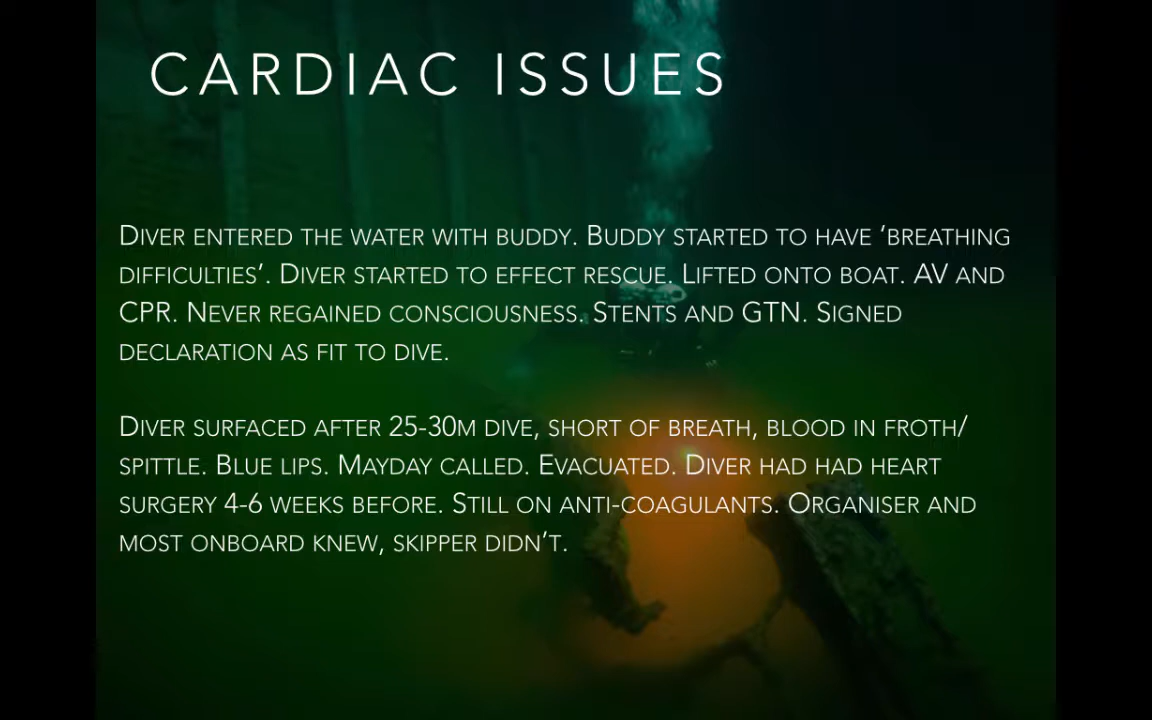 CARDIAC ISSUES
DIVER ENTERED THE WATER WITH BUDDY. BUDDY STARTED TO HAVE ‘BREATHING
DIFFICULTIES’. DIVER STARTED TO EFFECT RESCUE. LIFTED ONTO BOAT. AV AND
CPR. NEVER REGAINED CONSCIOUSNESS. STENTS AND GTN. SIGNED
DECLARATION AS FIT TO DIVE.
DIVER SURFACED AFTER 25-30M DIVE, SHORT OF BREATH, BLOOD IN FROTH/
SPITTLE. BLUE LIPS. MAYDAY CALLED. EVACUATED. DIVER HAD HAD HEART
SURGERY 4-6 WEEKS BEFORE. STILL ON ANTI-COAGULANTS. ORGANISER AND
MOST ONBOARD KNEW, SKIPPER DIDN’T.